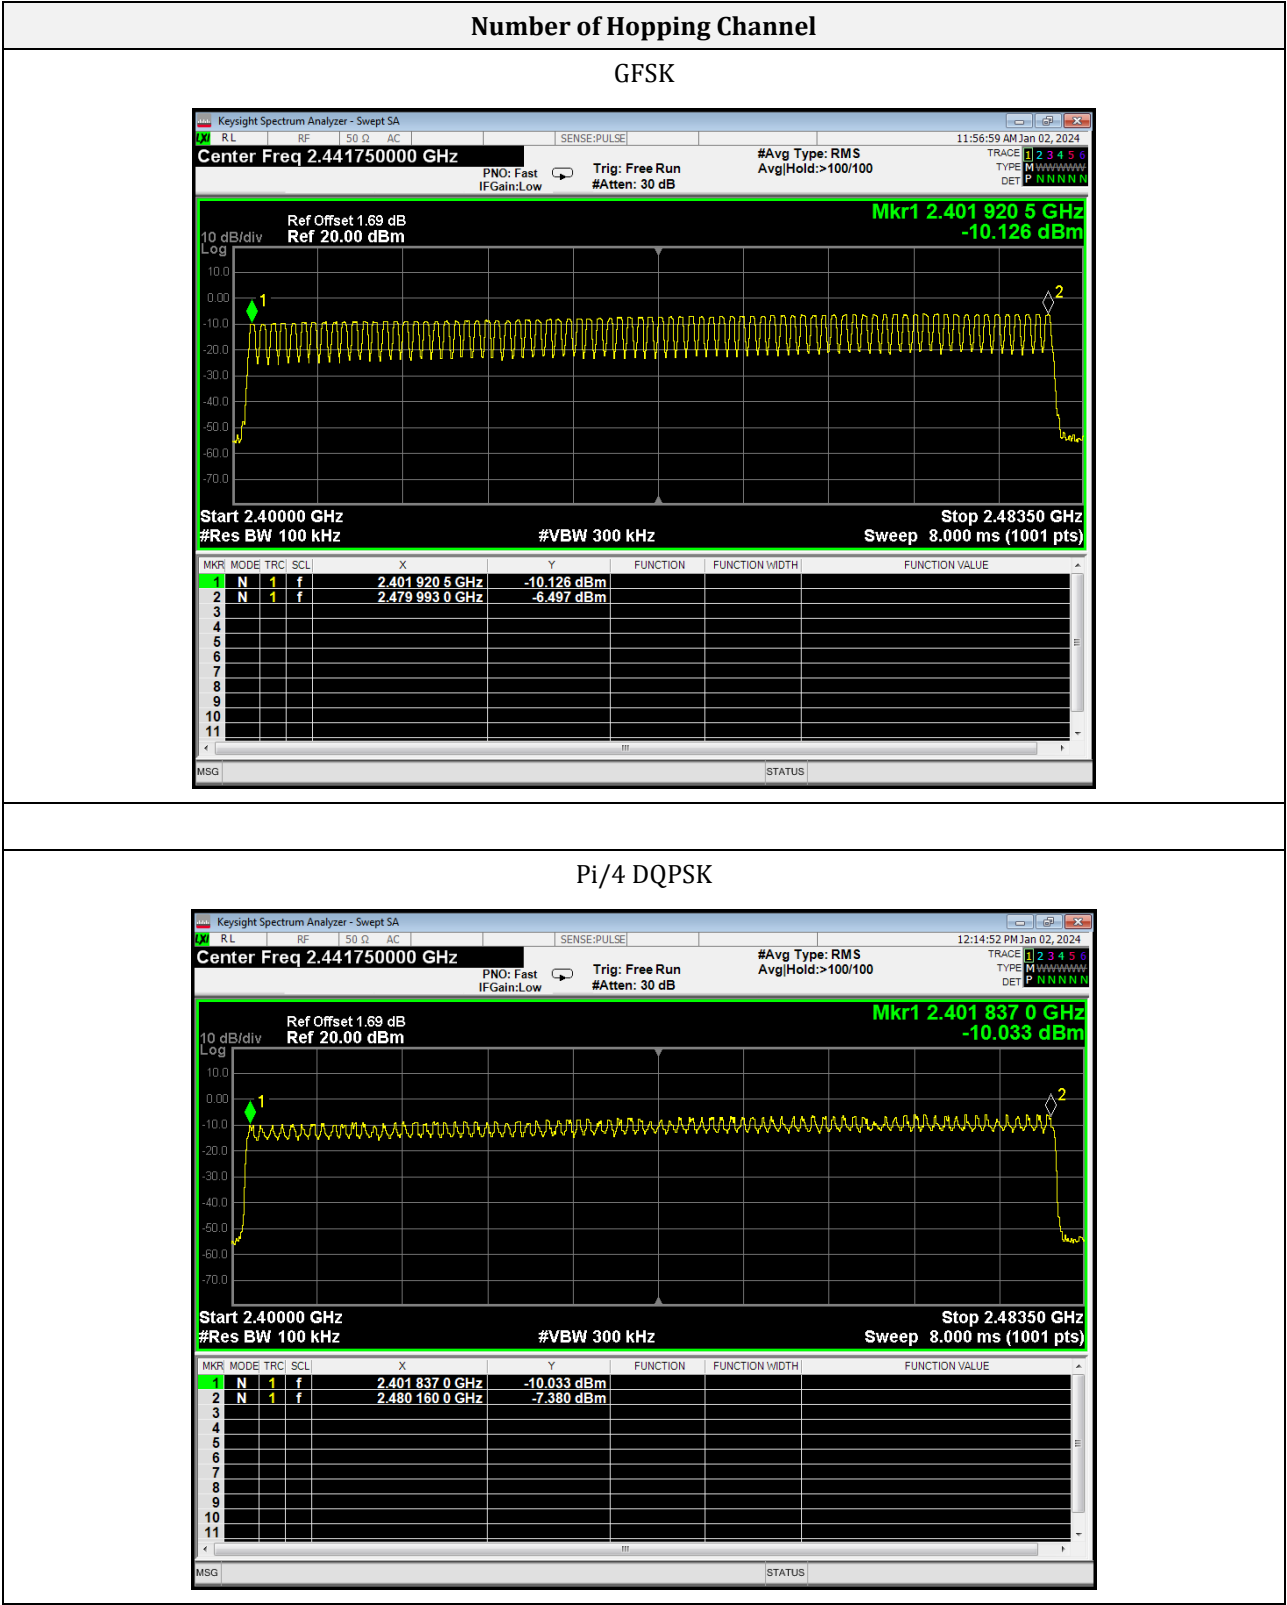 Number of Hopping Channel
GFSK
Keysight Spectrum Analyzer - Swept SA
LXI RL RF 50 Ω AC SENSE:PULSE 11:56:59 AM Jan 02, 2024
Center Freq 2.441750000 GHz #Avg Type: RMS TRACE 1 2 3 4 5 6
PNO: Fast Trig: Free Run Avg|Hold:>100/100 TYPE M WWWWW
IFGain:Low #Atten: 30 dB DET P N N N N N
Mkr1 2.401 920 5 GHz
Ref Offset 1.69 dB
10 dB/div Ref 20.00 dBm -10.126 dBm
Log
10.0
0.00
-10.0
-20.0
-30.0
-40.0
-50.0
-60.0
-70.0
1
2
Start 2.40000 GHz Stop 2.48350 GHz
#Res BW 100 kHz #VBW 300 kHz Sweep 8.000 ms (1001 pts)
MKR MODE TRC SCL X Y FUNCTION FUNCTION WIDTH FUNCTION VALUE
1 N 1 f 2.401 920 5 GHz -10.126 dBm
2 N 1 f 2.479 993 0 GHz -6.497 dBm
3
4
5
6
7
8
9
10
11
MSG STATUS
Pi/4 DQPSK
Keysight Spectrum Analyzer - Swept SA
LXI RL RF 50 Ω AC SENSE:PULSE 12:14:52 PM Jan 02, 2024
Center Freq 2.441750000 GHz #Avg Type: RMS TRACE 1 2 3 4 5 6
PNO: Fast Trig: Free Run Avg|Hold:>100/100 TYPE M WWWWW
IFGain:Low #Atten: 30 dB DET P N N N N N
Mkr1 2.401 837 0 GHz
Ref Offset 1.69 dB
10 dB/div Ref 20.00 dBm -10.033 dBm
Log
10.0
0.00
-10.0
-20.0
-30.0
-40.0
-50.0
-60.0
-70.0
1
2
Start 2.40000 GHz Stop 2.48350 GHz
#Res BW 100 kHz #VBW 300 kHz Sweep 8.000 ms (1001 pts)
MKR MODE TRC SCL X Y FUNCTION FUNCTION WIDTH FUNCTION VALUE
1 N 1 f 2.401 837 0 GHz -10.033 dBm
2 N 1 f 2.480 160 0 GHz -7.380 dBm
3
4
5
6
7
8
9
10
11
MSG STATUS